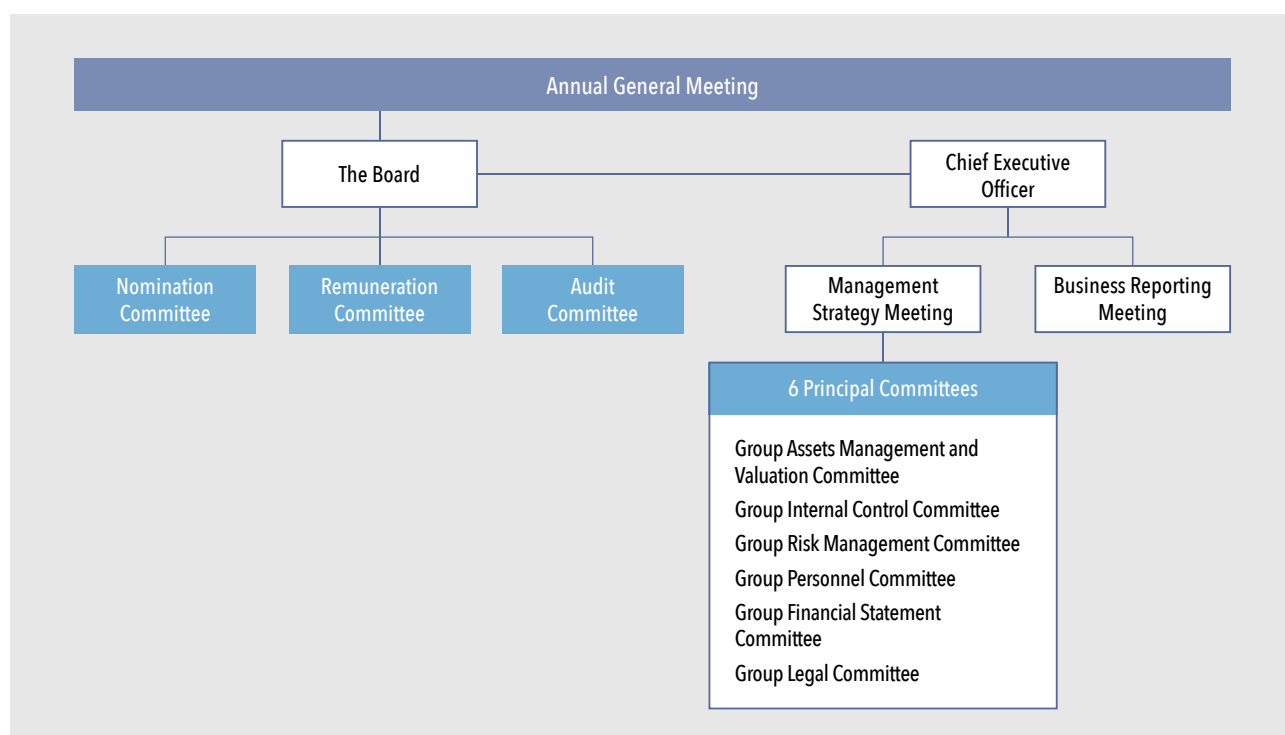 Annual General Meeting
The Board
Chief Executive
Officer
Nomination
Committee
Remuneration
Committee
Audit
Committee
Management
Strategy Meeting
Business Reporting
Meeting
6 Principal Committees
Group Assets Management and
Valuation Committee
Group Internal Control Committee
Group Risk Management Committee
Group Personnel Committee
Group Financial Statement
Committee
Group Legal Committee